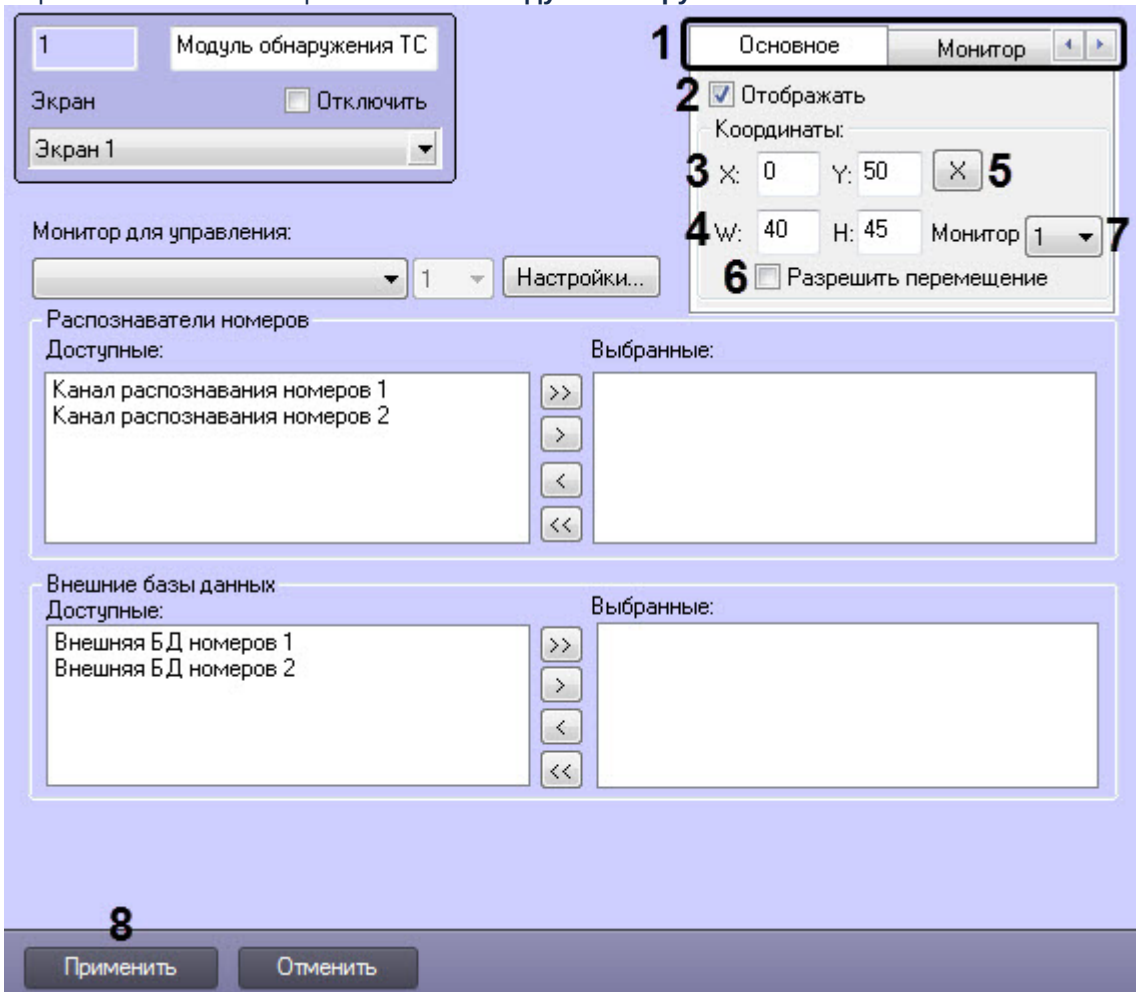 1 Модуль обнаружения ТС
Экран Отключить
Экран 1
1 Основное Монитор
2 Отображать
Координаты:
3 X: 0 Y: 50 X 5
4 W: 40 H: 45 Монитор 1 7
6 Разрешить перемещение
Монитор для управления:
1 Настройки...
Распознаватели номеров
Доступные: Выбранные:
Канал распознавания номеров 1
Канал распознавания номеров 2
>>
>
<
<<
Внешние базы данных
Доступные: Выбранные:
Внешняя БД номеров 1
Внешняя БД номеров 2
>>
>
<
<<
8
Применить Отменить